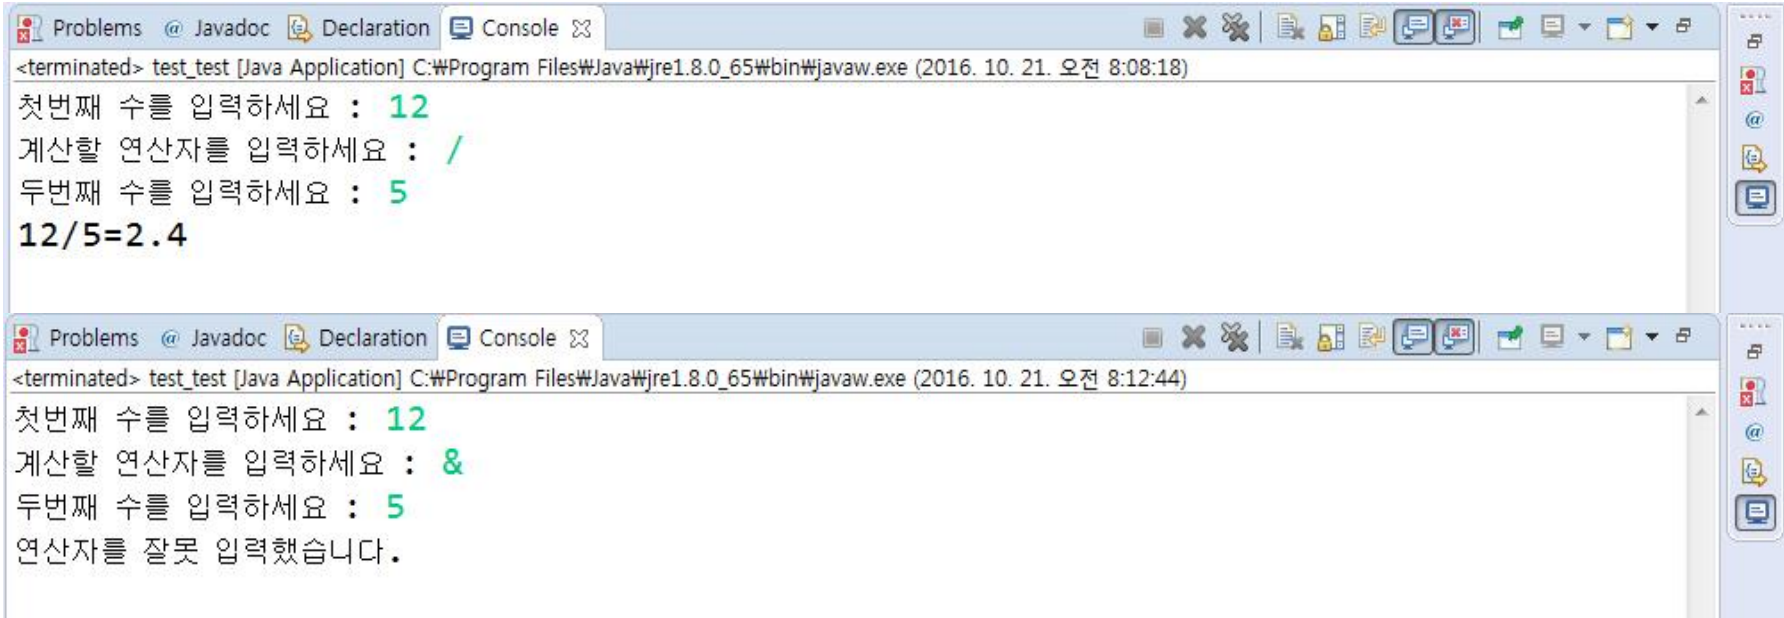 Problems @ Javadoc Declaration Console
<terminated> test_test [Java Application] C:₩Program Files₩Java₩jre1.8.0_65₩bin₩javaw.exe (2016. 10. 21. 오전 8:08:18)
첫번째 수를 입력하세요 : 12
계산할 연산자를 입력하세요 : /
두번째 수를 입력하세요 : 5
12/5=2.4
Problems @ Javadoc Declaration Console
<terminated> test_test [Java Application] C:₩Program Files₩Java₩jre1.8.0_65₩bin₩javaw.exe (2016. 10. 21. 오전 8:12:44)
첫번째 수를 입력하세요 : 12
계산할 연산자를 입력하세요 : &
두번째 수를 입력하세요 : 5
연산자를 잘못 입력했습니다.